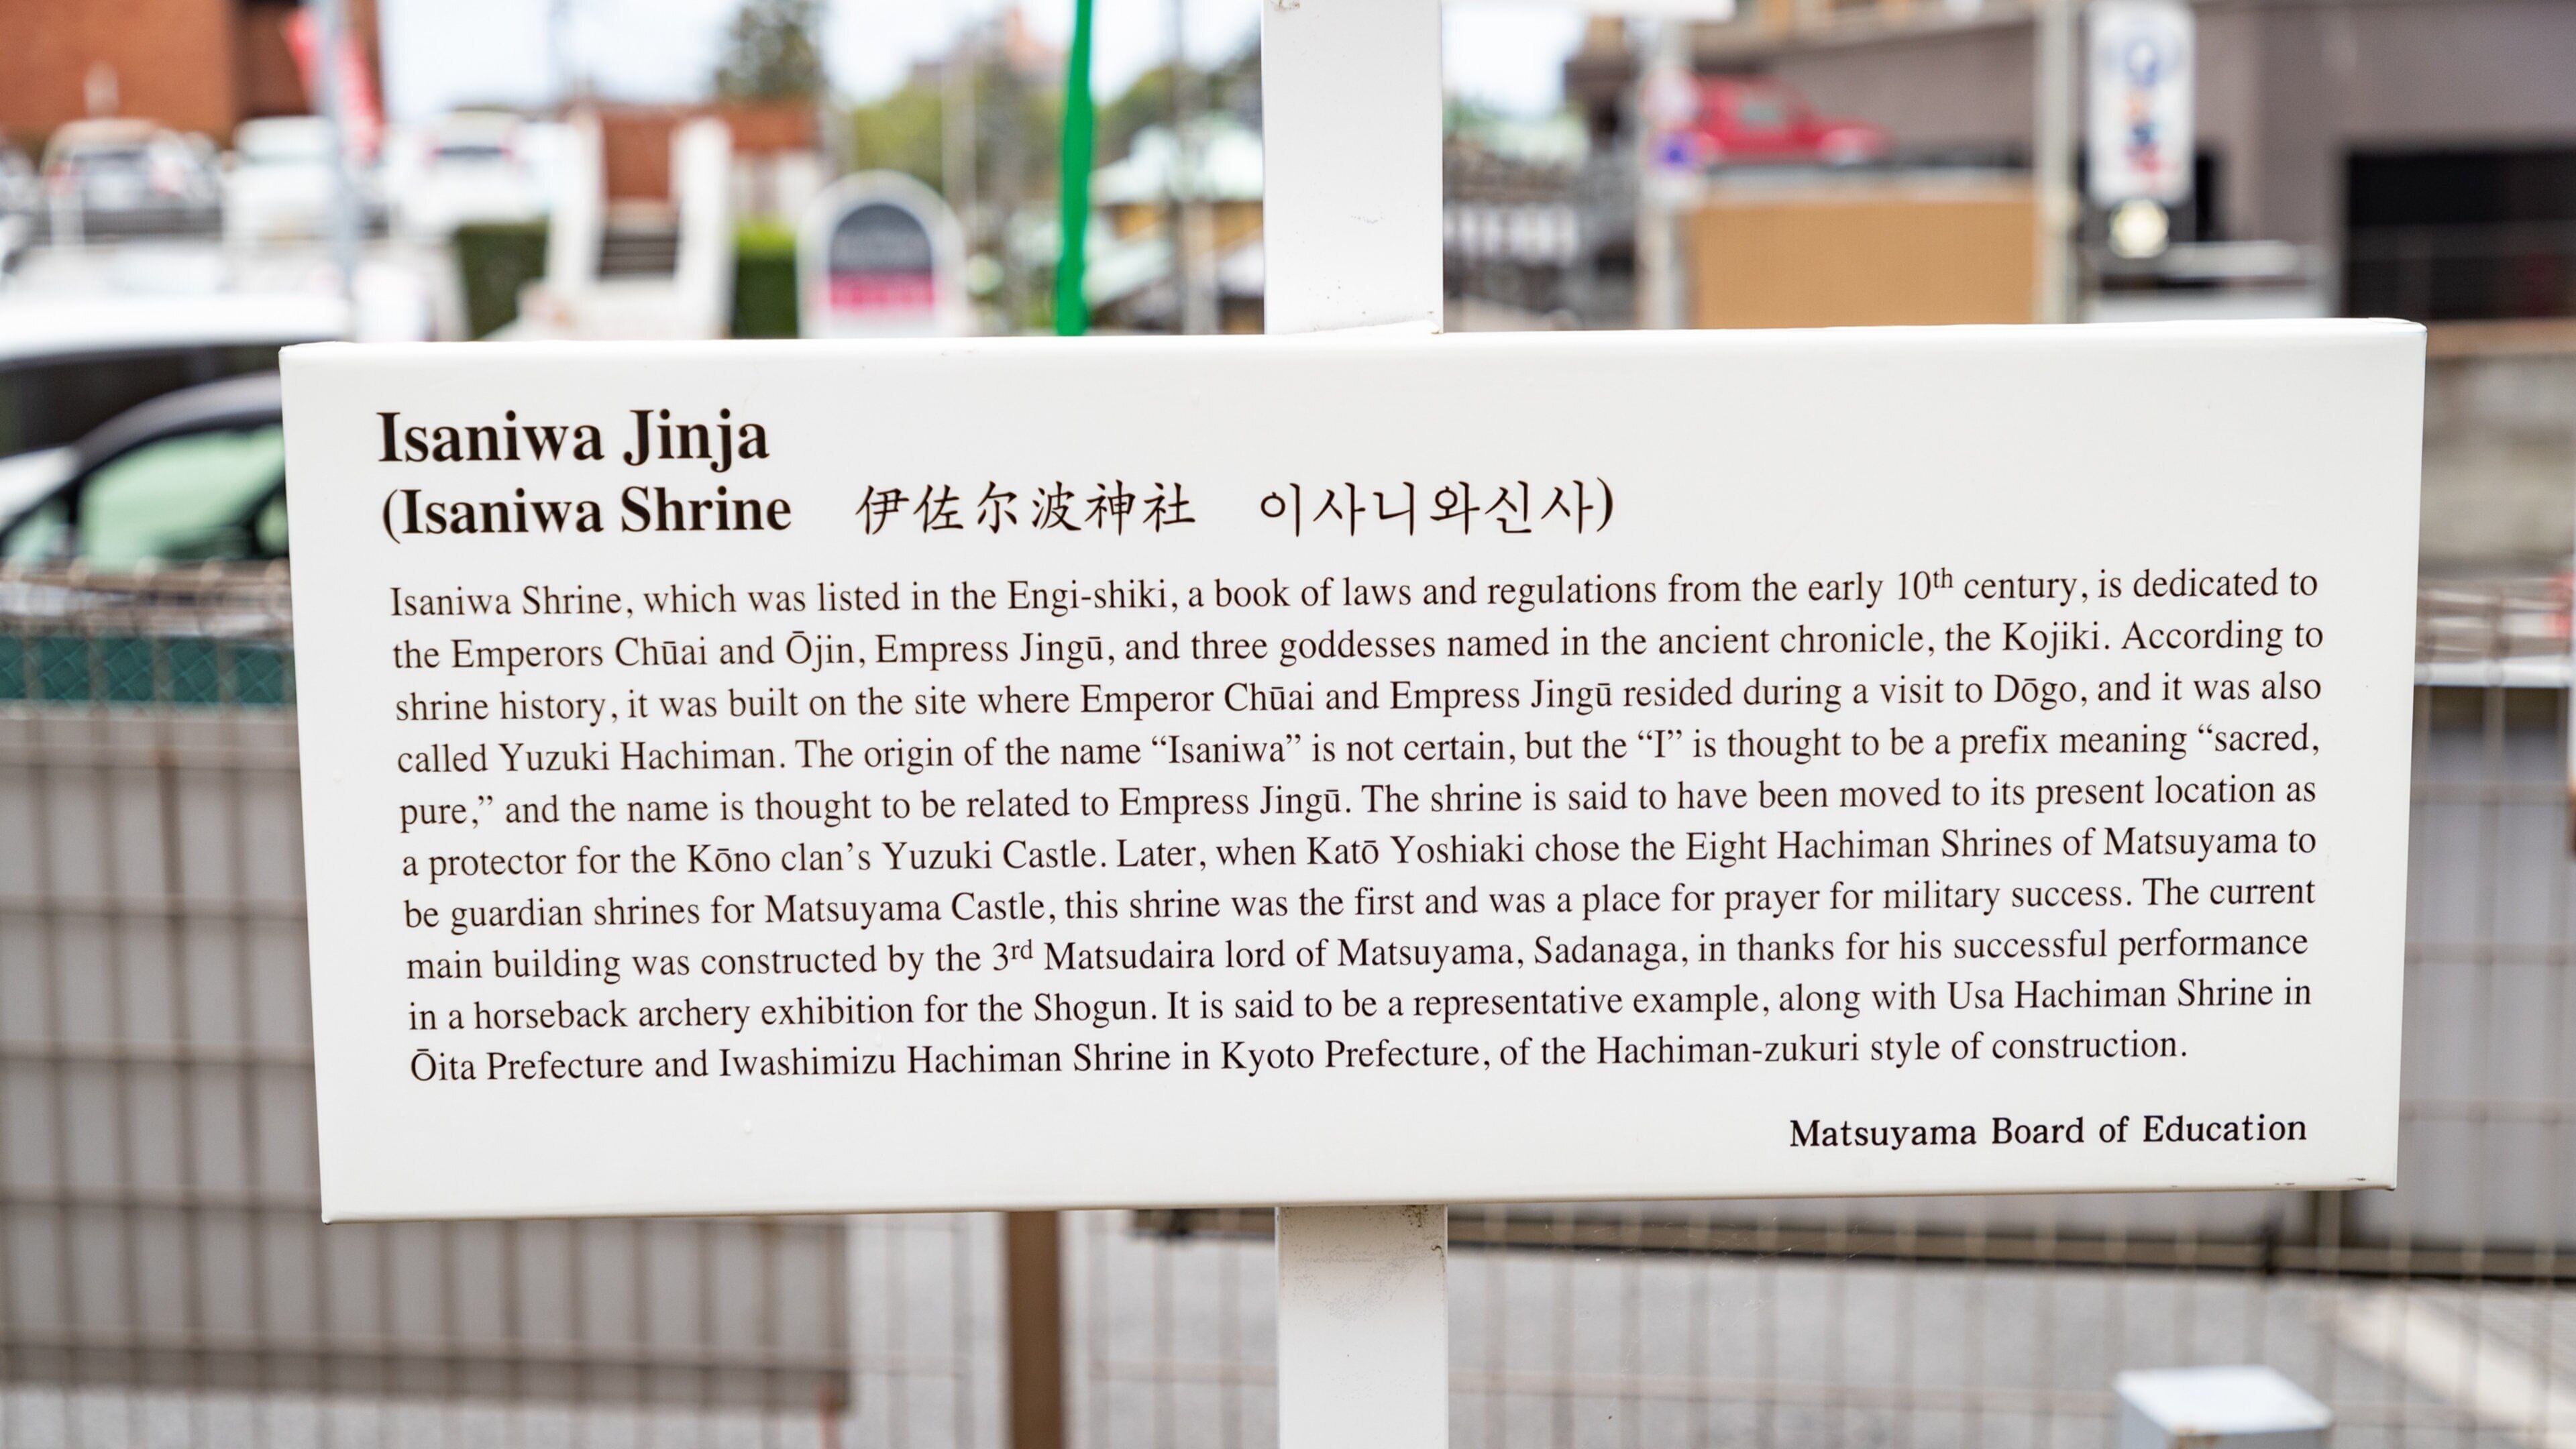 Isaniwa Jinja
(Isaniwa Shrine 伊佐尔波神社 이사니와신사)
Isaniwa Shrine, which was listed in the Engi-shiki, a book of laws and regulations from the early 10th century, is dedicated to
the Emperors Chūai and Ōjin, Empress Jingū, and three goddesses named in the ancient chronicle, the Kojiki. According to
shrine history, it was built on the site where Emperor Chūai and Empress Jingū resided during a visit to Dōgo, and it was also
called Yuzuki Hachiman. The origin of the name “Isaniwa” is not certain, but the “I” is thought to be a prefix meaning “sacred,
pure,” and the name is thought to be related to Empress Jingū. The shrine is said to have been moved to its present location as
a protector for the Kōno clan’s Yuzuki Castle. Later, when Katō Yoshiaki chose the Eight Hachiman Shrines of Matsuyama to
be guardian shrines for Matsuyama Castle, this shrine was the first and was a place for prayer for military success. The current
main building was constructed by the 3rd Matsudaira lord of Matsuyama, Sadanaga, in thanks for his successful performance
in a horseback archery exhibition for the Shogun. It is said to be a representative example, along with Usa Hachiman Shrine in
Ōita Prefecture and Iwashimizu Hachiman Shrine in Kyoto Prefecture, of the Hachiman-zukuri style of construction.
Matsuyama Board of Education